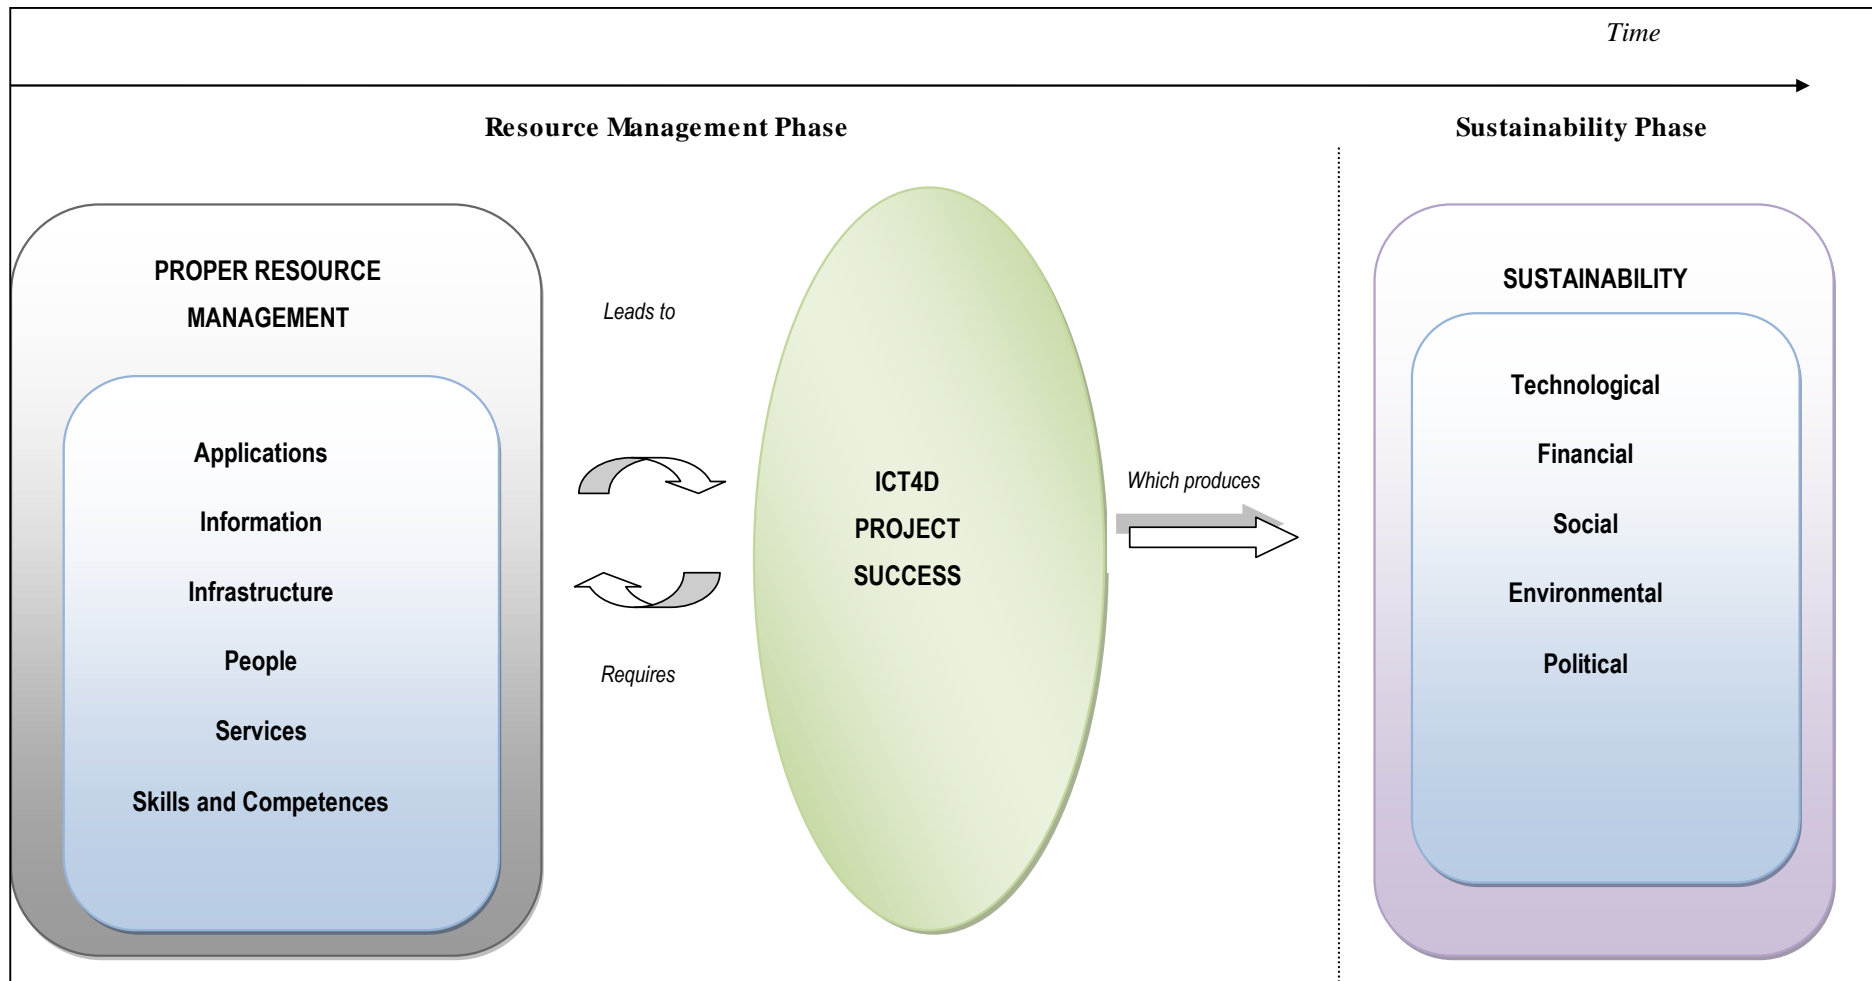 Time
Resource Management Phase
Sustainability Phase
PROPER RESOURCE
MANAGEMENT
Applications
Information
Infrastructure
People
Services
Skills and Competences
Leads to
Requires
ICT4D
PROJECT
SUCCESS
Which produces
SUSTAINABILITY
Technological
Financial
Social
Environmental
Political